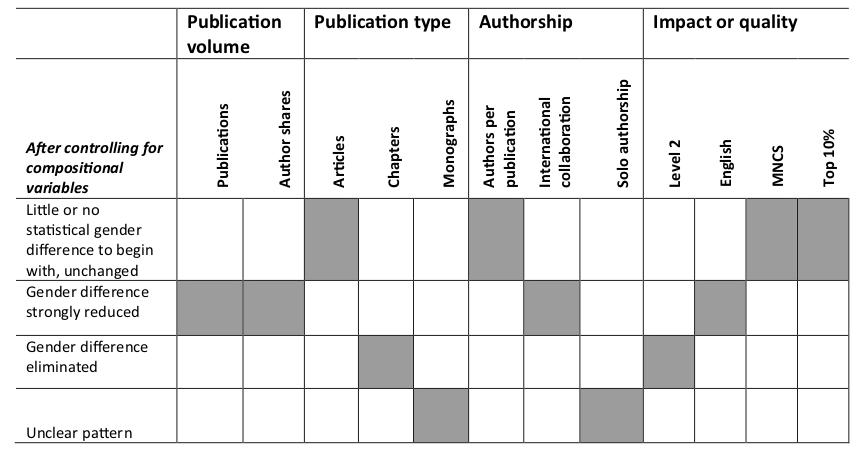 Publication volume
Publication type
Authorship
Impact or quality
After controlling for
compositional
variables
Publications
Author shares
Articles
Chapters
Monographs
Authors per
publication
International
collaboration
Solo authorship
Level 2
English
MNCS
Top 10%
Little or no
statistical gender
difference to begin
with, unchanged
Gender difference
strongly reduced
Gender difference
eliminated
Unclear pattern